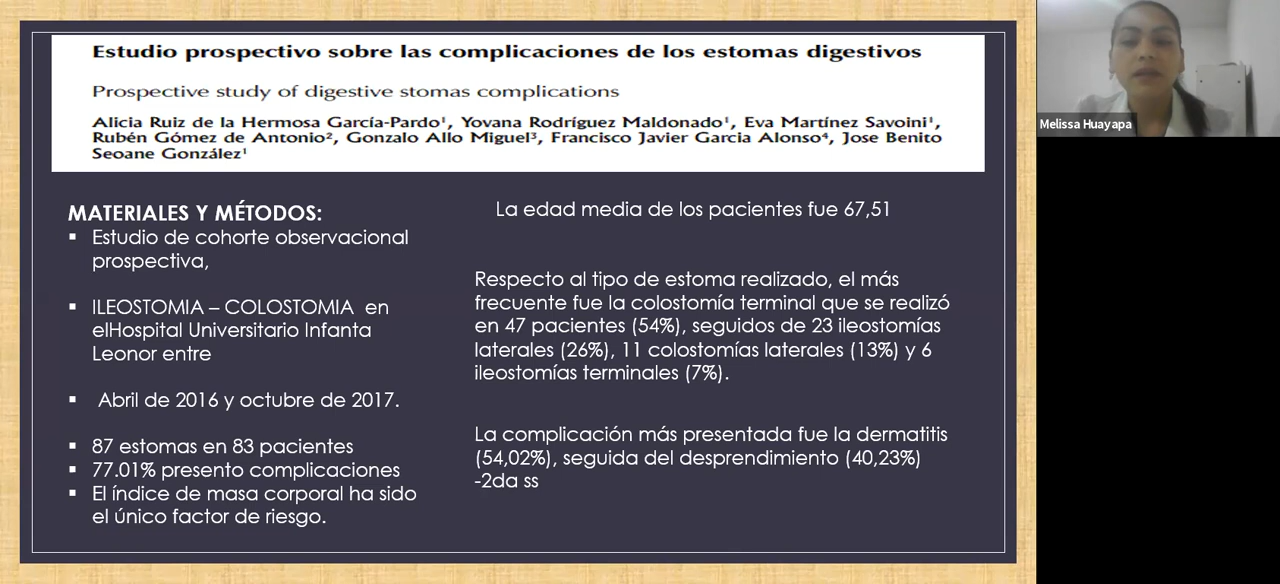 Estudio prospectivo sobre las complicaciones de los estomas digestivos
Prospective study of digestive stomas complications
Alicia Ruiz de la Hermosa García-Pardo¹, Yovana Rodríguez Maldonado¹, Eva Martínez Savoini¹,
Rubén Gómez de Antonio², Gonzalo Allo Miguel³, Francisco Javier Garcia Alonso⁴, Jose Benito
Seoane González¹
MATERIALES Y MÉTODOS:
▪ Estudio de cohorte observacional
prospectiva,
▪ ILEOSTOMIA – COLOSTOMIA en
elHospital Universitario Infanta
Leonor entre
▪ Abril de 2016 y octubre de 2017.
▪ 87 estomas en 83 pacientes
▪ 77.01% presento complicaciones
▪ El índice de masa corporal ha sido
el único factor de riesgo.
La edad media de los pacientes fue 67,51
Respecto al tipo de estoma realizado, el más
frecuente fue la colostomía terminal que se realizó
en 47 pacientes (54%), seguidos de 23 ileostomías
laterales (26%), 11 colostomías laterales (13%) y 6
ileostomías terminales (7%).
La complicación más presentada fue la dermatitis
(54,02%), seguida del desprendimiento (40,23%)
-2da ss
Melissa Huayapa